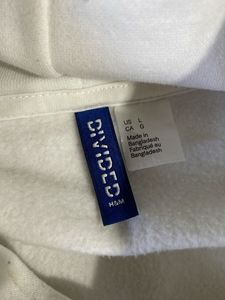 DIVIDED
H&M
US L
CA G
Made in
Bangladesh
Fabriqué au
Bangladesh